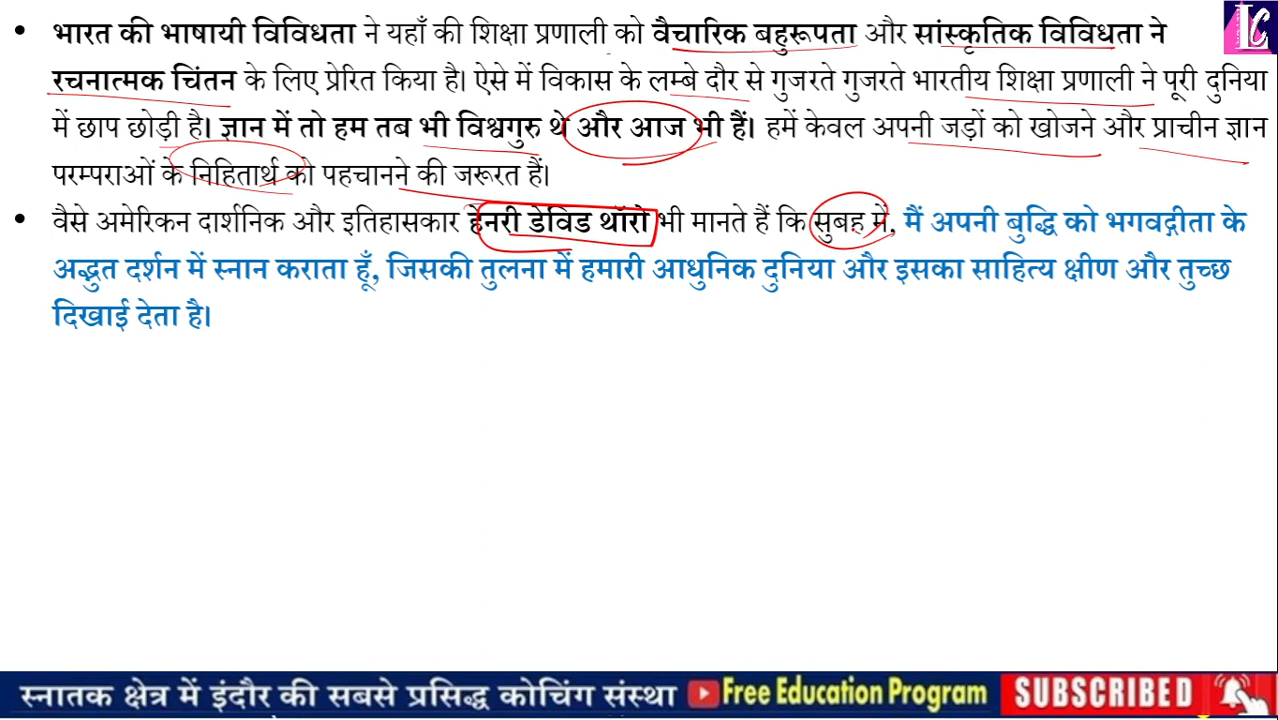 LC
• भारत की भाषायी विविधता ने यहाँ की शिक्षा प्रणाली को वैचारिक बहुरूपता और सांस्कृतिक विविधता ने
रचनात्मक चिंतन के लिए प्रेरित किया है। ऐसे में विकास के लम्बे दौर से गुजरते गुजरते भारतीय शिक्षा प्रणाली ने पूरी दुनिया
में छाप छोड़ी है। ज्ञान में तो हम तब भी विश्वगुरु थे और आज भी हैं। हमें केवल अपनी जड़ों को खोजने और प्राचीन ज्ञान
परम्पराओं के निहितार्थ को पहचानने की जरूरत हैं।
• वैसे अमेरिकन दार्शनिक और इतिहासकार हेनरी डेविड थॉरो भी मानते हैं कि सुबह में, मैं अपनी बुद्धि को भगवद्गीता के
अद्भुत दर्शन में स्नान कराता हूँ, जिसकी तुलना में हमारी आधुनिक दुनिया और इसका साहित्य क्षीण और तुच्छ
दिखाई देता है।
स्नातक क्षेत्र में इंदौर की सबसे प्रसिद्ध कोचिंग संस्था Free Education Program SUBSCRIBED